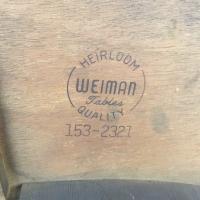 HEIRLOOM
WEIMAN
Tables
QUALITY
153-2321